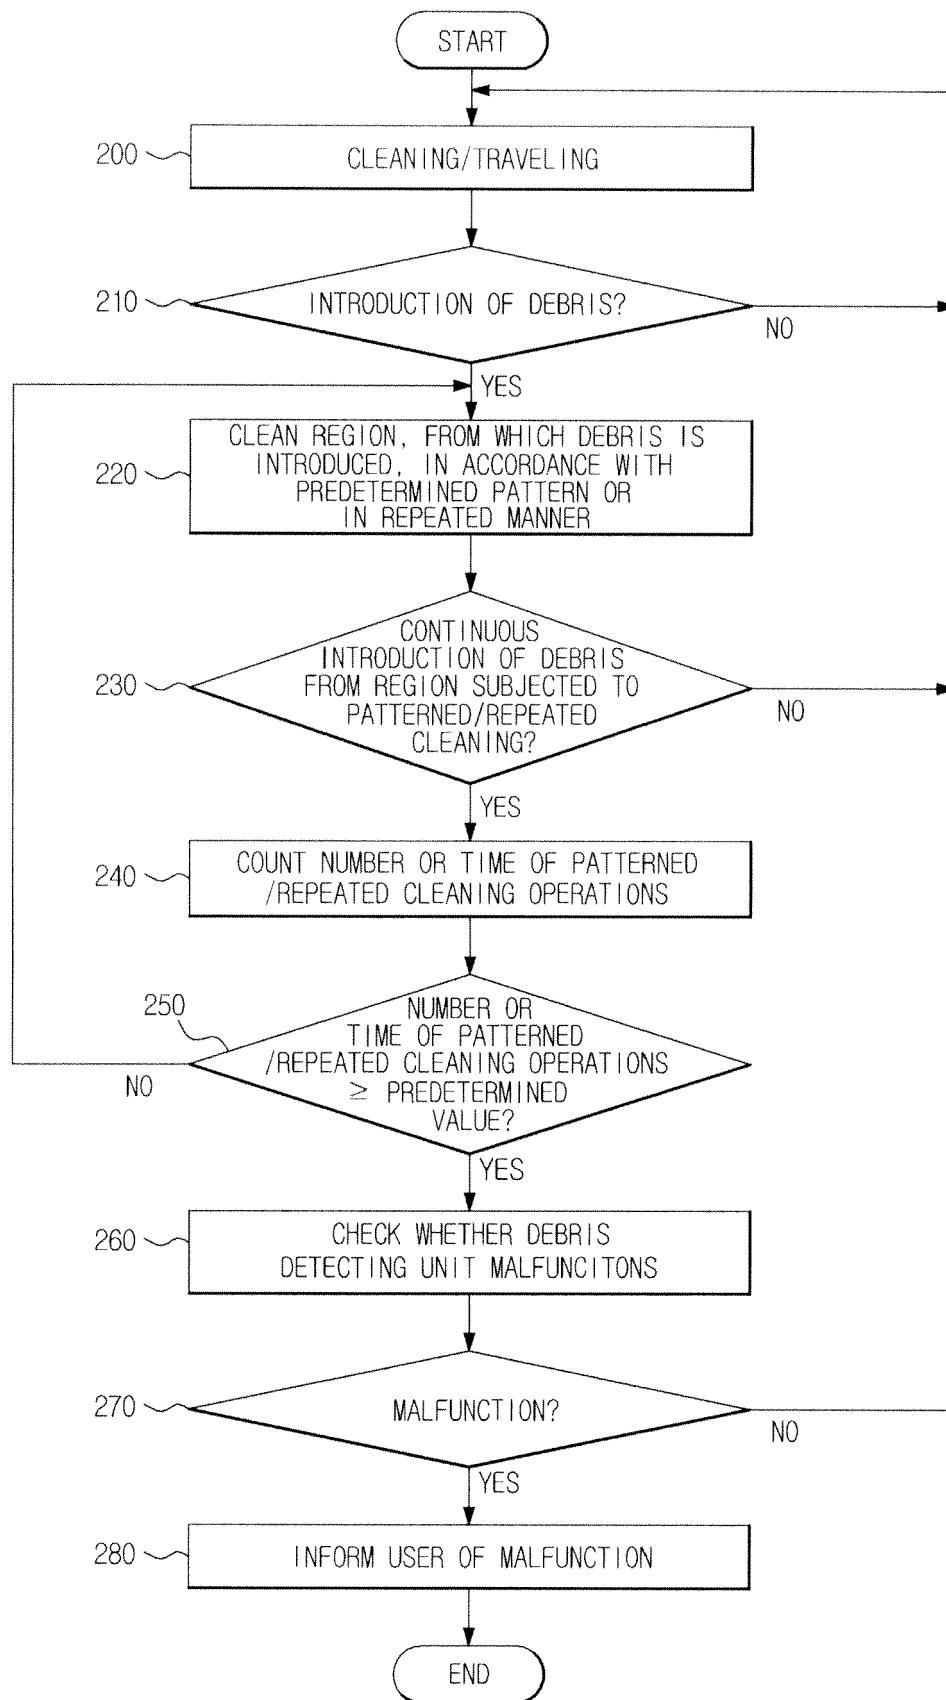 START
200
CLEANING/TRAVELING
210
INTRODUCTION OF DEBRIS?
NO
YES
220
CLEAN REGION, FROM WHICH DEBRIS IS
INTRODUCED, IN ACCORDANCE WITH
PREDETERMINED PATTERN OR
IN REPEATED MANNER
230
CONTINUOUS
INTRODUCTION OF DEBRIS
FROM REGION SUBJECTED TO
PATTERNED/REPEATED
CLEANING?
NO
YES
240
COUNT NUMBER OR TIME OF PATTERNED
/REPEATED CLEANING OPERATIONS
250
NUMBER OR
TIME OF PATTERNED
/REPEATED CLEANING OPERATIONS
≥ PREDETERMINED
VALUE?
NO
YES
260
CHECK WHETHER DEBRIS
DETECTING UNIT MALFUNCITONS
270
MALFUNCTION?
NO
YES
280
INFORM USER OF MALFUNCTION
END